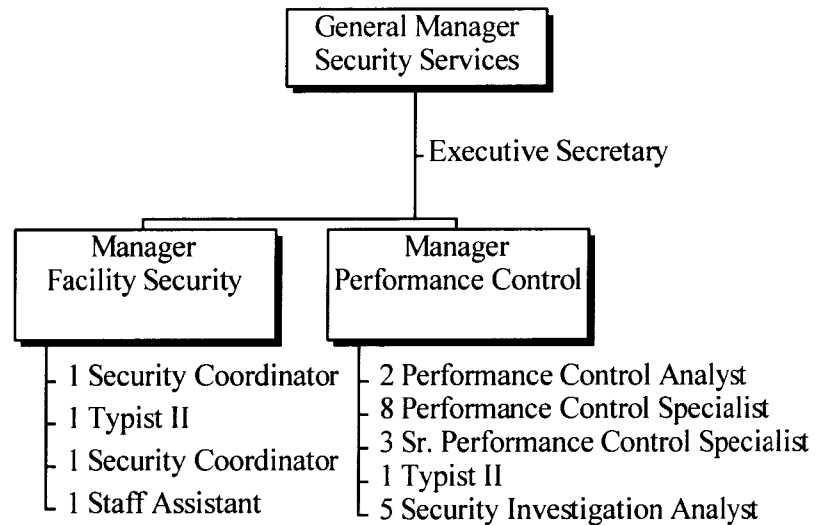 General Manager
Security Services
Executive Secretary
Manager
Facility Security
1 Security Coordinator
1 Typist II
1 Security Coordinator
1 Staff Assistant
Manager
Performance Control
2 Performance Control Analyst
8 Performance Control Specialist
3 Sr. Performance Control Specialist
1 Typist II
5 Security Investigation Analyst